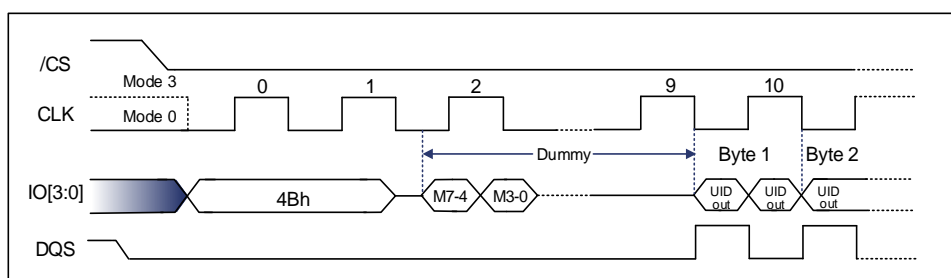 /CS
Mode 3
0 1 2 9 10
CLK
Mode 0
Dummy Byte 1 Byte 2
IO[3:0]
4Bh M7-4 M3-0 UID out UID out UID out
DQS